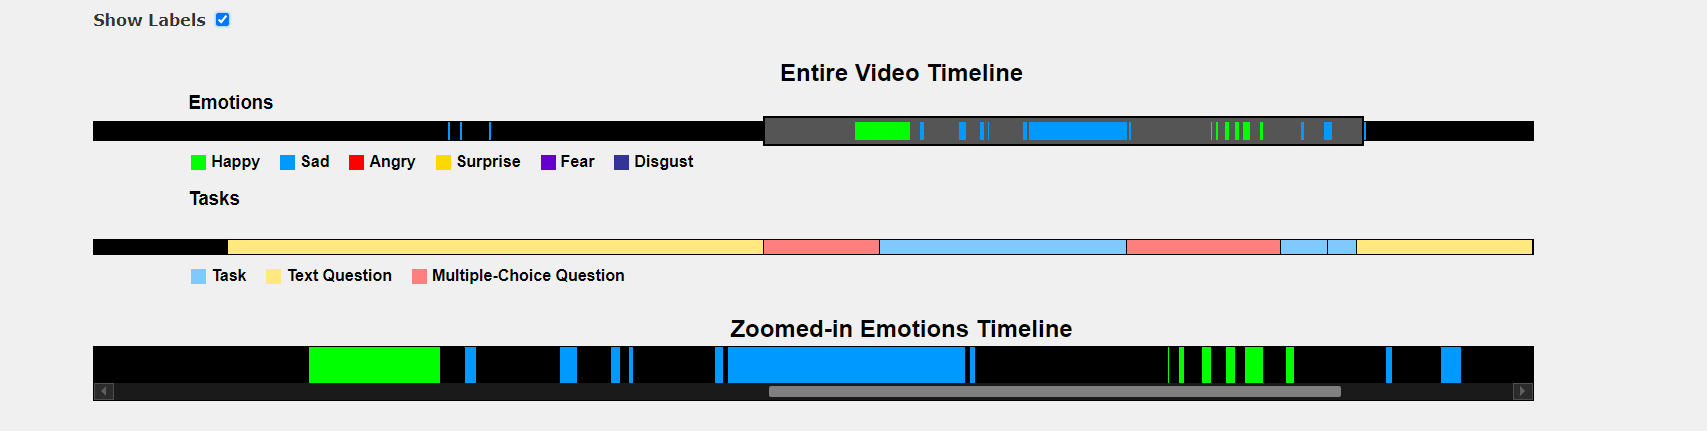 Show Labels
Entire Video Timeline
Emotions
Happy Sad Angry Surprise Fear Disgust
Tasks
Task Text Question Multiple-Choice Question
Zoomed-in Emotions Timeline